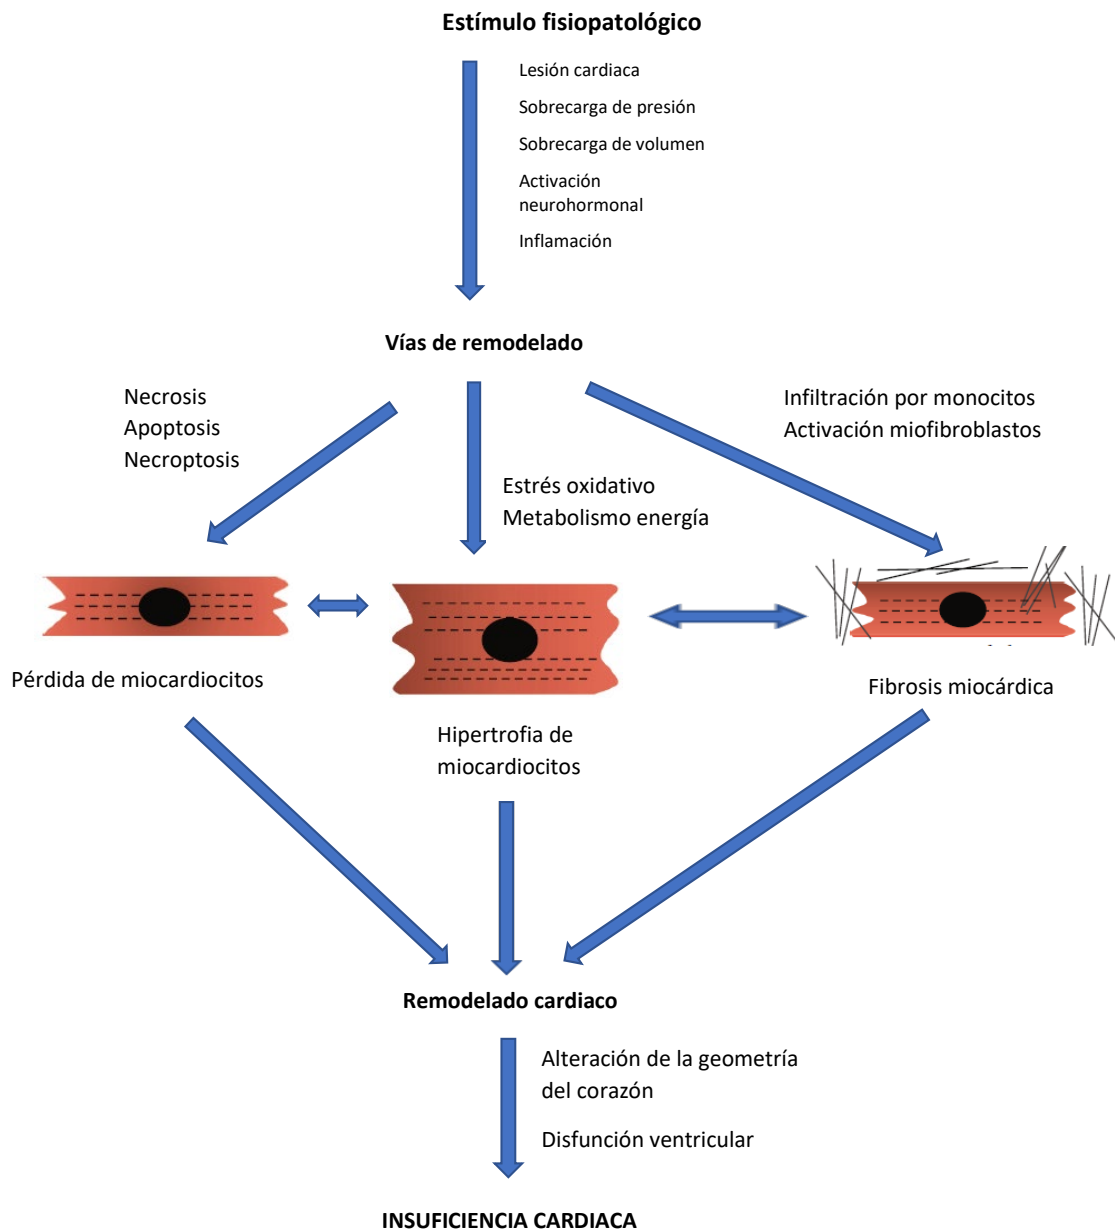 Estímulo fisiopatológico
Lesión cardiaca
Sobrecarga de presión
Sobrecarga de volumen
Activación
neurohormonal
Inflamación
Vías de remodelado
Necrosis
Apoptosis
Necroptosis
Estrés oxidativo
Metabolismo energía
Infiltración por monocitos
Activación miofibroblastos
Pérdida de miocardiocitos
Hipertrofia de
miocardiocitos
Fibrosis miocárdica
Remodelado cardiaco
Alteración de la geometría
del corazón
Disfunción ventricular
INSUFICIENCIA CARDIACA